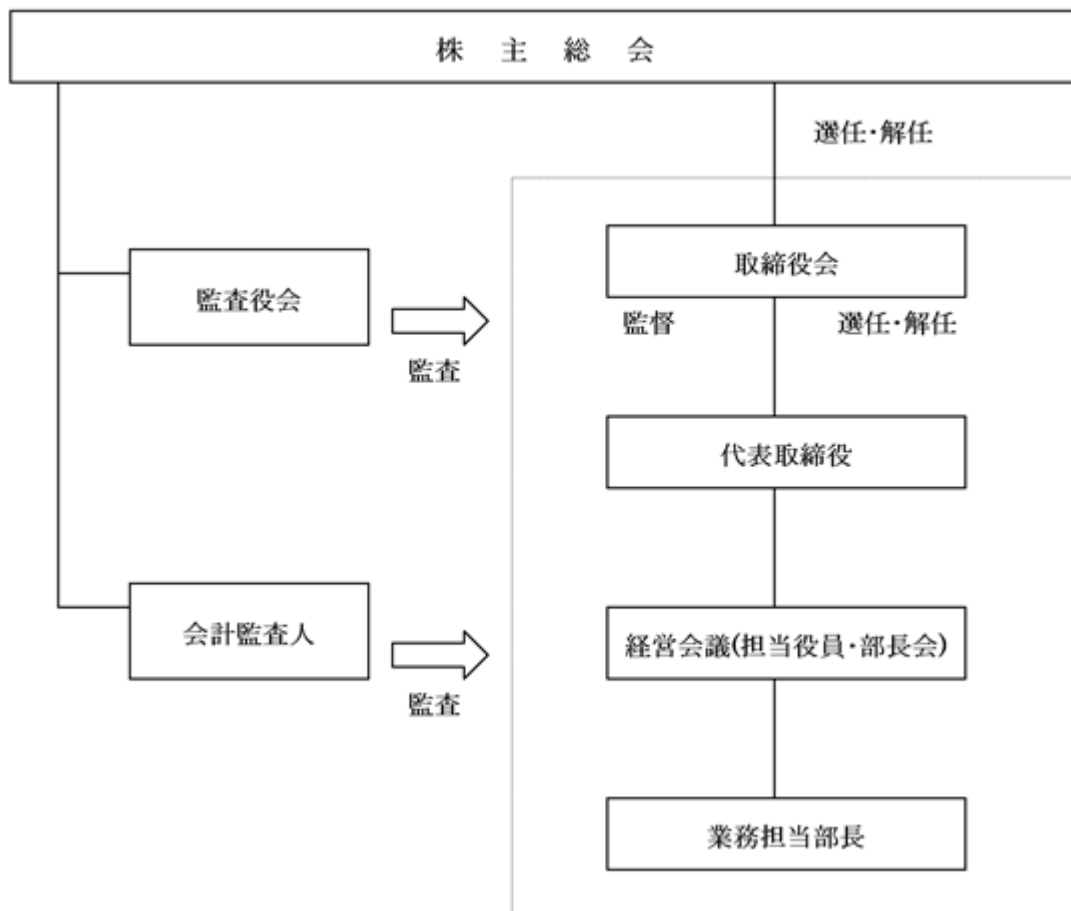 株 主 総 会
選任・解任
取締役会
監督
選任・解任
監査役会
監査
代表取締役
会計監査人
監査
経営会議(担当役員・部長会)
業務担当部長